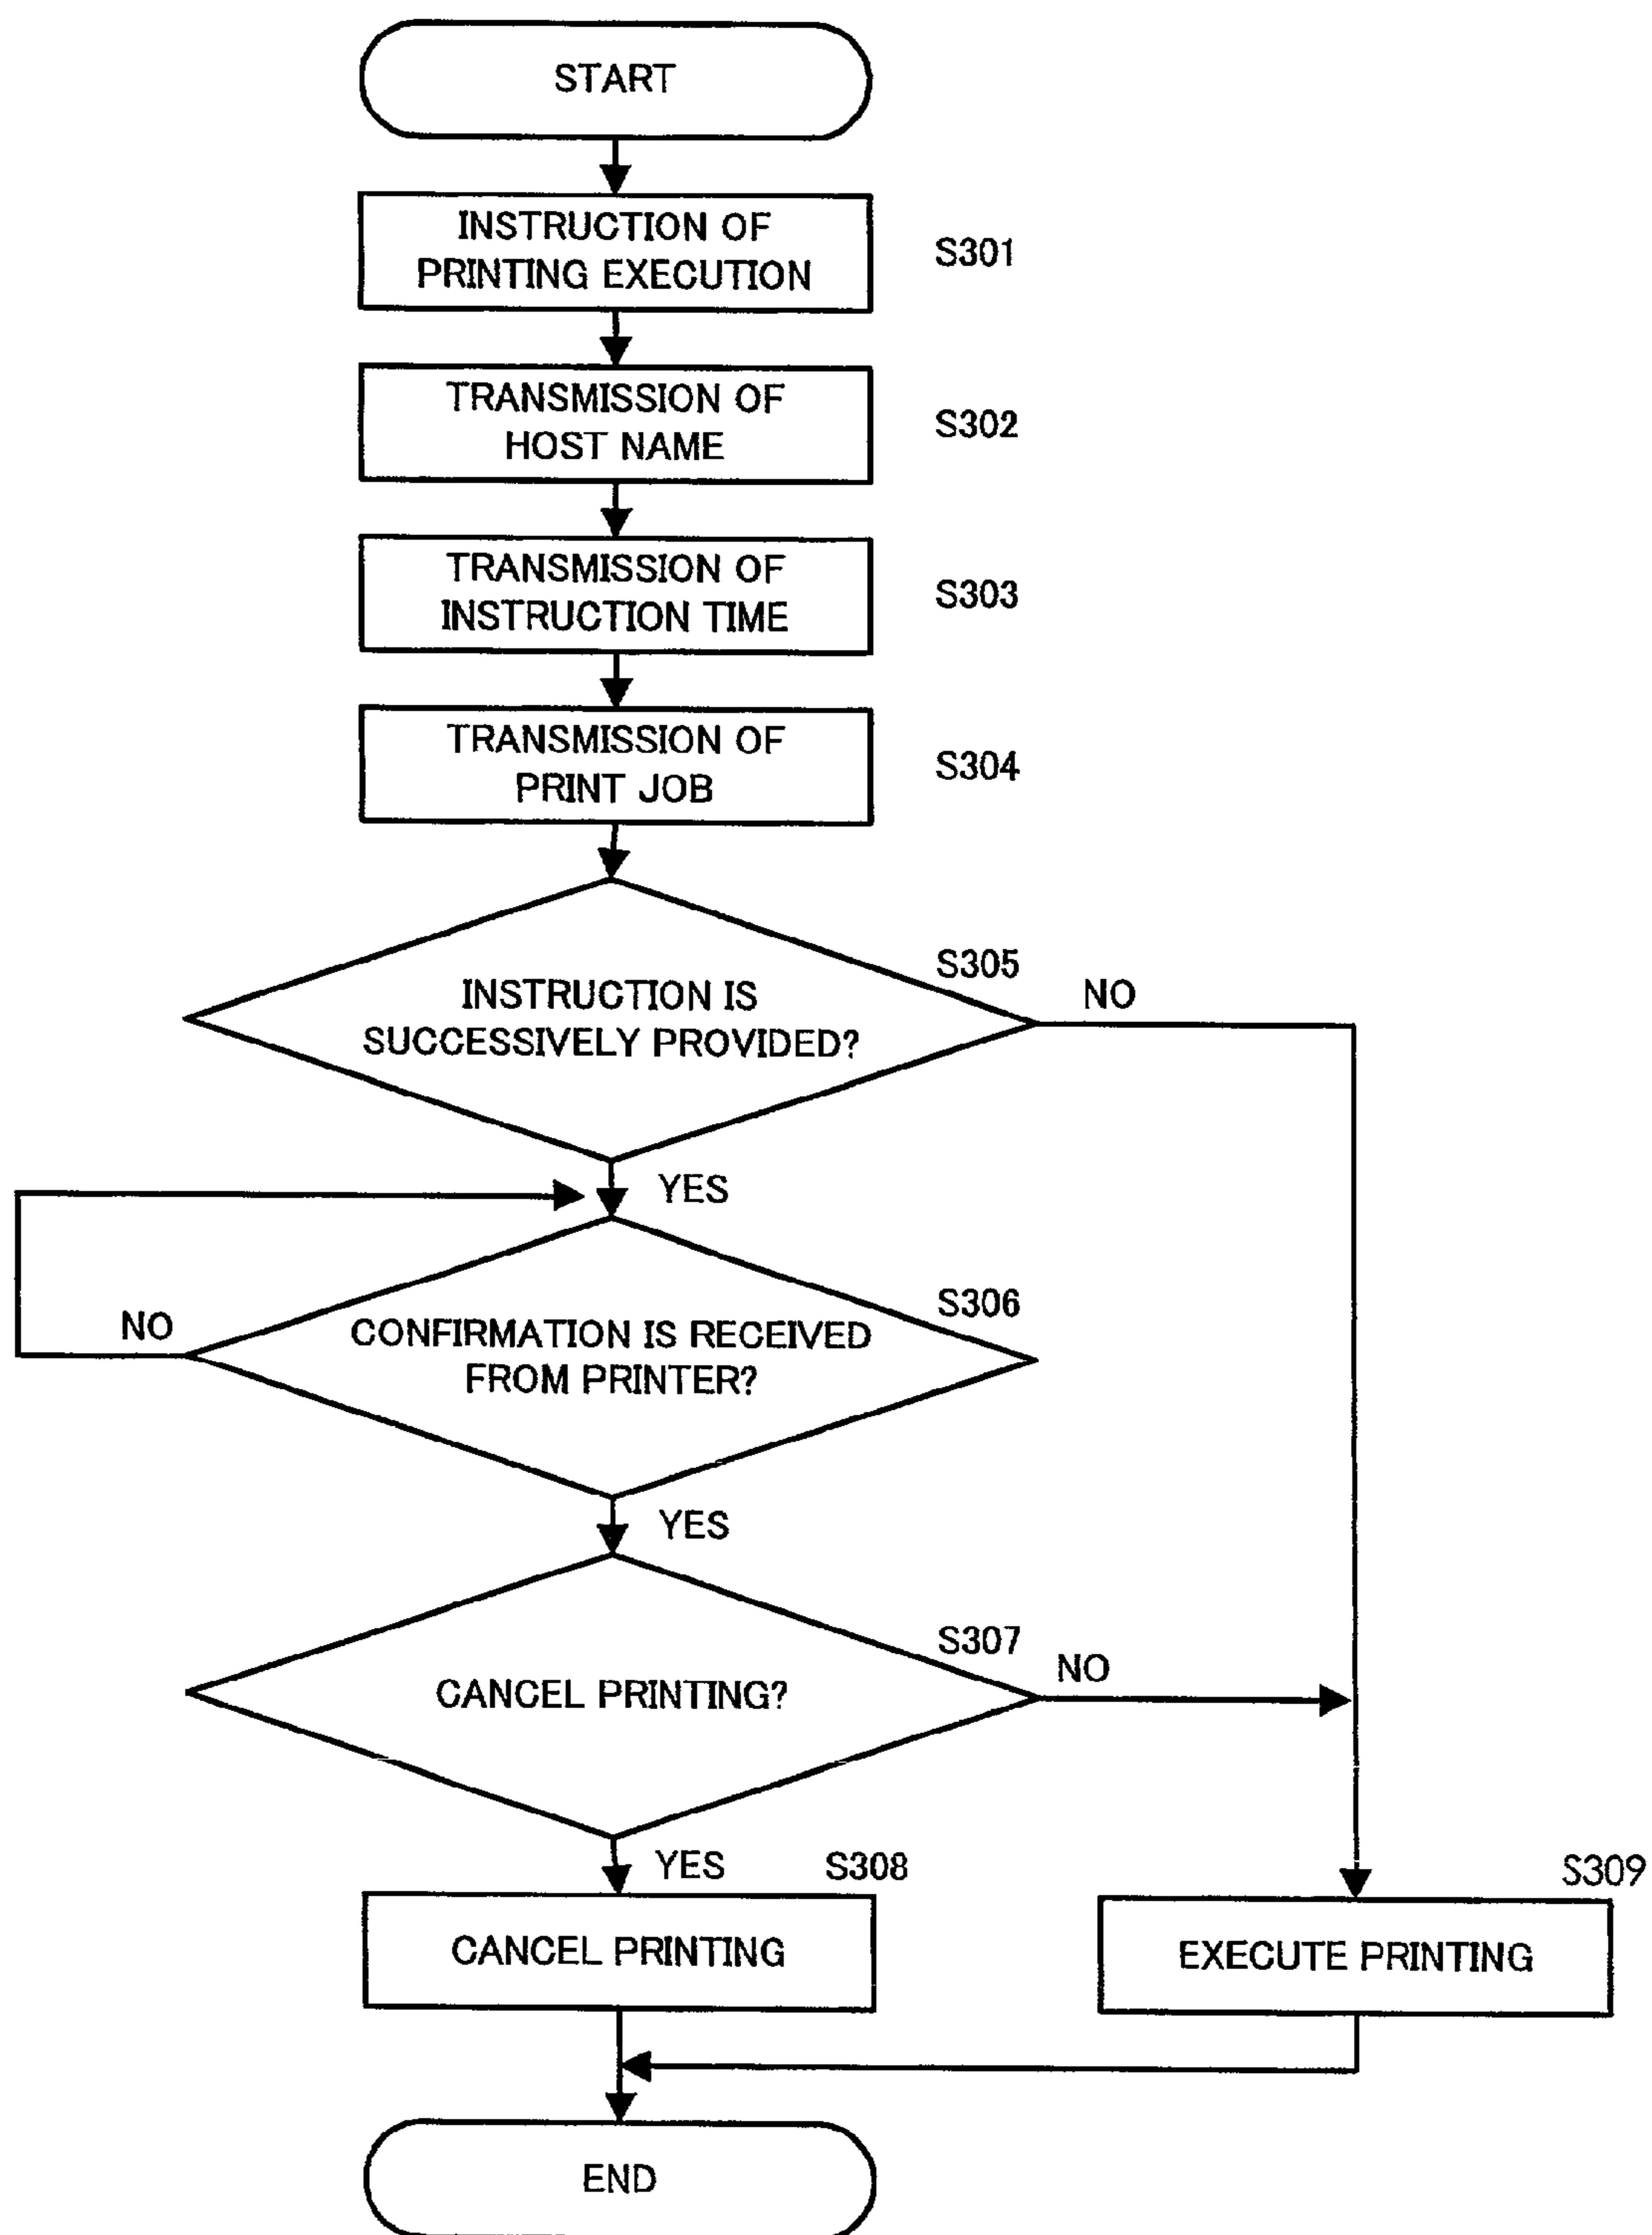 START
INSTRUCTION OF
PRINTING EXECUTION
S301
TRANSMISSION OF
HOST NAME
S302
TRANSMISSION OF
INSTRUCTION TIME
S303
TRANSMISSION OF
PRINT JOB
S304
S305
INSTRUCTION IS
SUCCESSIVELY PROVIDED?
NO
YES
S306
NO
CONFIRMATION IS RECEIVED
FROM PRINTER?
YES
S307
CANCEL PRINTING?
NO
YES
S308
S309
CANCEL PRINTING
EXECUTE PRINTING
END